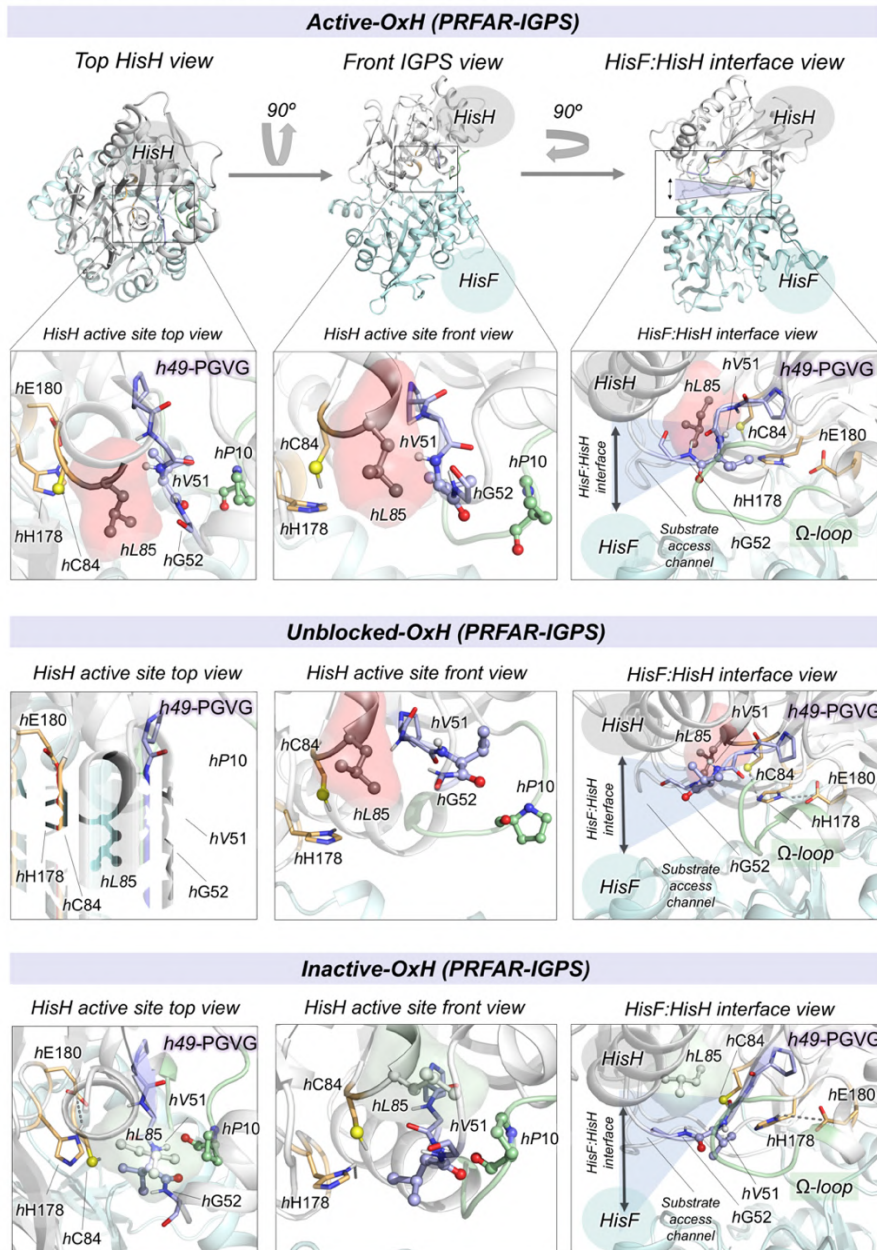 Active-OxH (PRFAR-IGPS)
Top HisH view
Front IGPS view
HisF:HisH interface view
90º
90º
HisH
HisH
HisH
HisF
HisF
HisH active site top view
HisH active site front view
HisF:HisH interface view
hE180
h49-PGVG
hP10
hV51
hH178
hL85
hG52
hC84
hC84
hV51
hP10
hG52
hL85
hH178
HisH
hV51
h49-PGVG
hL85
hC84
hE180
HisF:HisH
interface
hH178
HisF
Substrate
access
channel
hG52
Ω-loop
Unblocked-OxH (PRFAR-IGPS)
HisH active site top view
HisH active site front view
HisF:HisH interface view
hE180
h49-PGVG
hP10
hV51
hH178
hL85
hG52
hC84
hC84
hV51
hG52
hP10
hL85
hH178
HisH
hV51
h49-PGVG
hL85
hC84
hE180
HisF:HisH
interface
hH178
Ω-loop
HisF
Substrate
access
channel
hG52
Inactive-OxH (PRFAR-IGPS)
HisH active site top view
HisH active site front view
HisF:HisH interface view
hE180
h49-PGVG
hV51
hL85
hP10
hH178
hG52
hC84
hC84
hL85
hV51
hP10
hH178
HisH
hC84
h49-PGVG
hL85
hE180
HisF:HisH
interface
hH178
HisF
Substrate
access
channel
hV51
hG52
Ω-loop